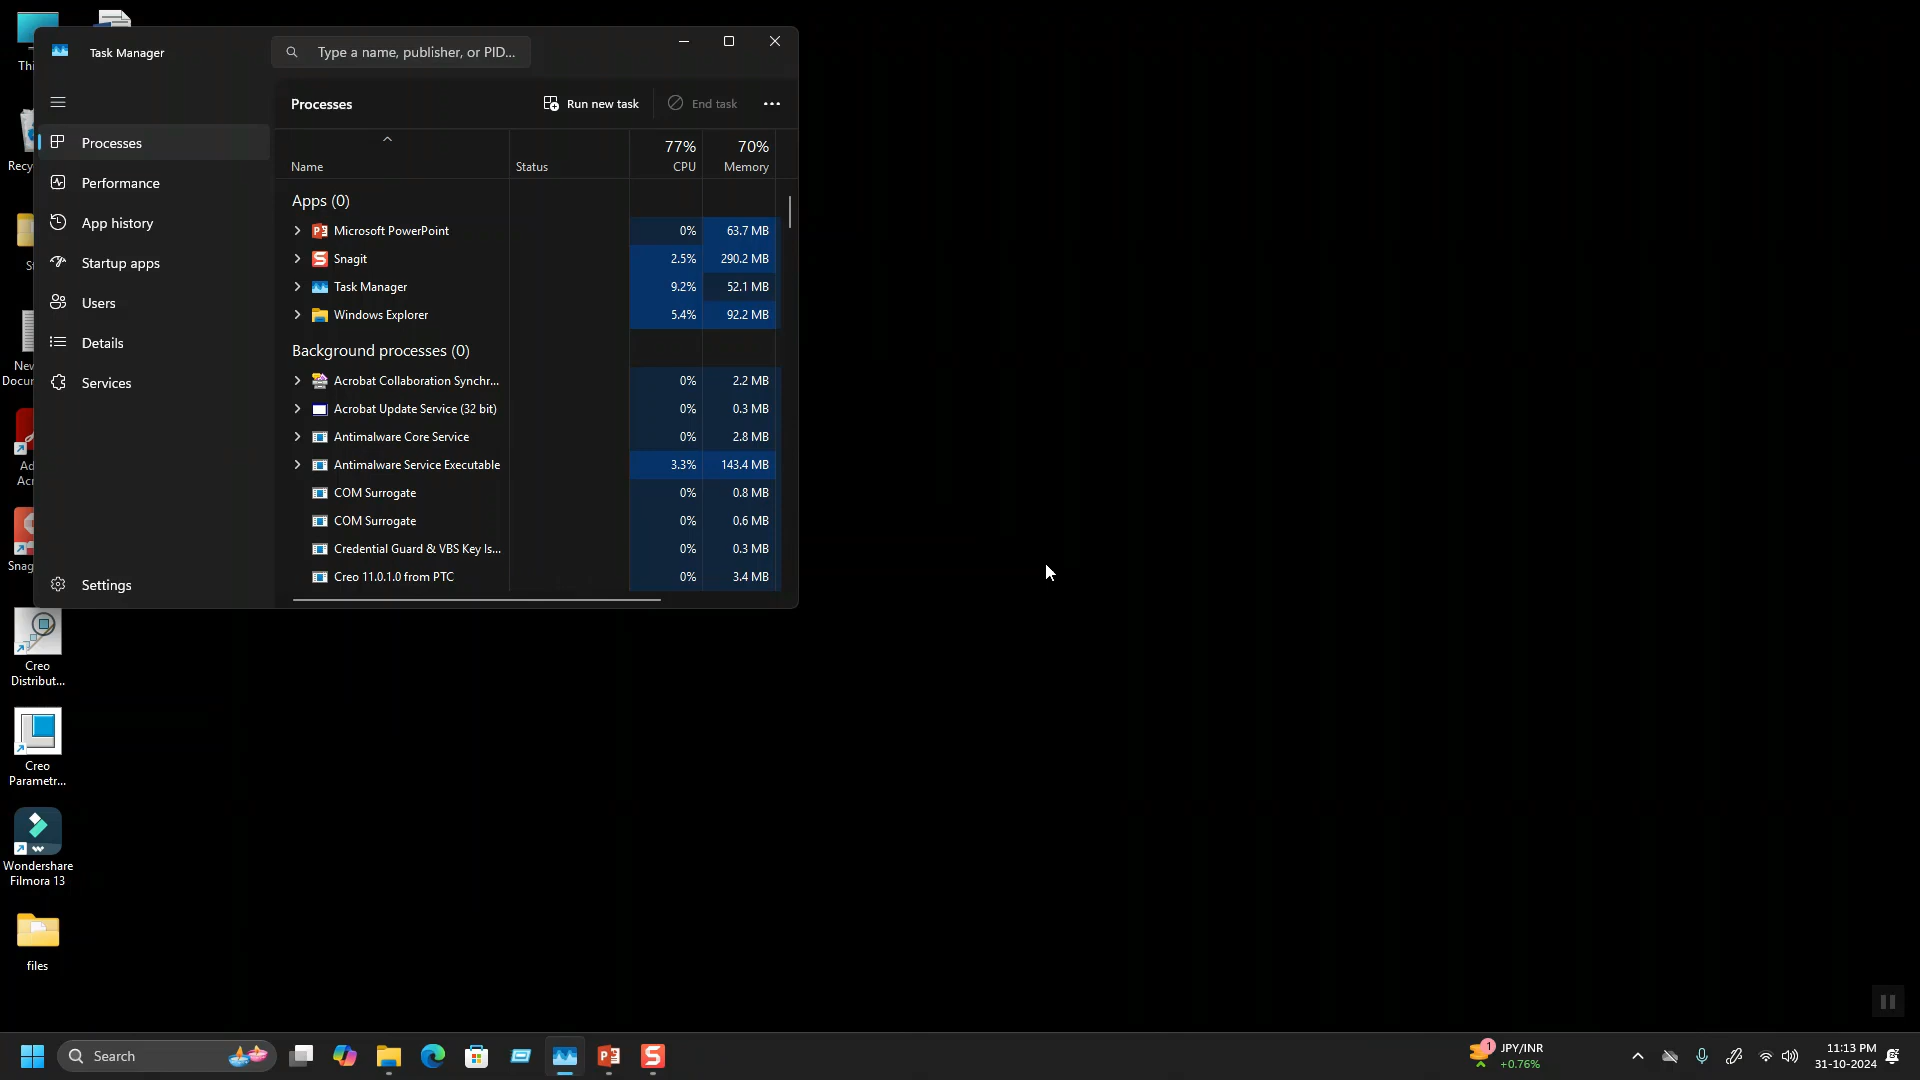 Task Manager
Type a name, publisher, or PID...
Processes
Run new task
End task
Processes
Performance
App history
Startup apps
Users
Details
Services
Settings
77%
70%
Name
Status
CPU
Memory
Apps (0)
Microsoft PowerPoint 0% 63.7 MB
Snagit 2.5% 290.2 MB
Task Manager 9.2% 52.1 MB
Windows Explorer 5.4% 92.2 MB
Background processes (0)
Acrobat Collaboration Synchr... 0% 2.2 MB
Acrobat Update Service (32 bit) 0% 0.3 MB
Antimalware Core Service 0% 2.8 MB
Antimalware Service Executable 3.3% 143.4 MB
COM Surrogate 0% 0.8 MB
COM Surrogate 0% 0.6 MB
Credential Guard & VBS Key Is... 0% 0.3 MB
Creo 11.0.1.0 from PTC 0% 3.4 MB
New
Creo
Distribut...
Creo
Parametr...
Wondershare
Filmora 13
files
Search
1
JPY/INR
+0.76%
11:13 PM
31-10-2024